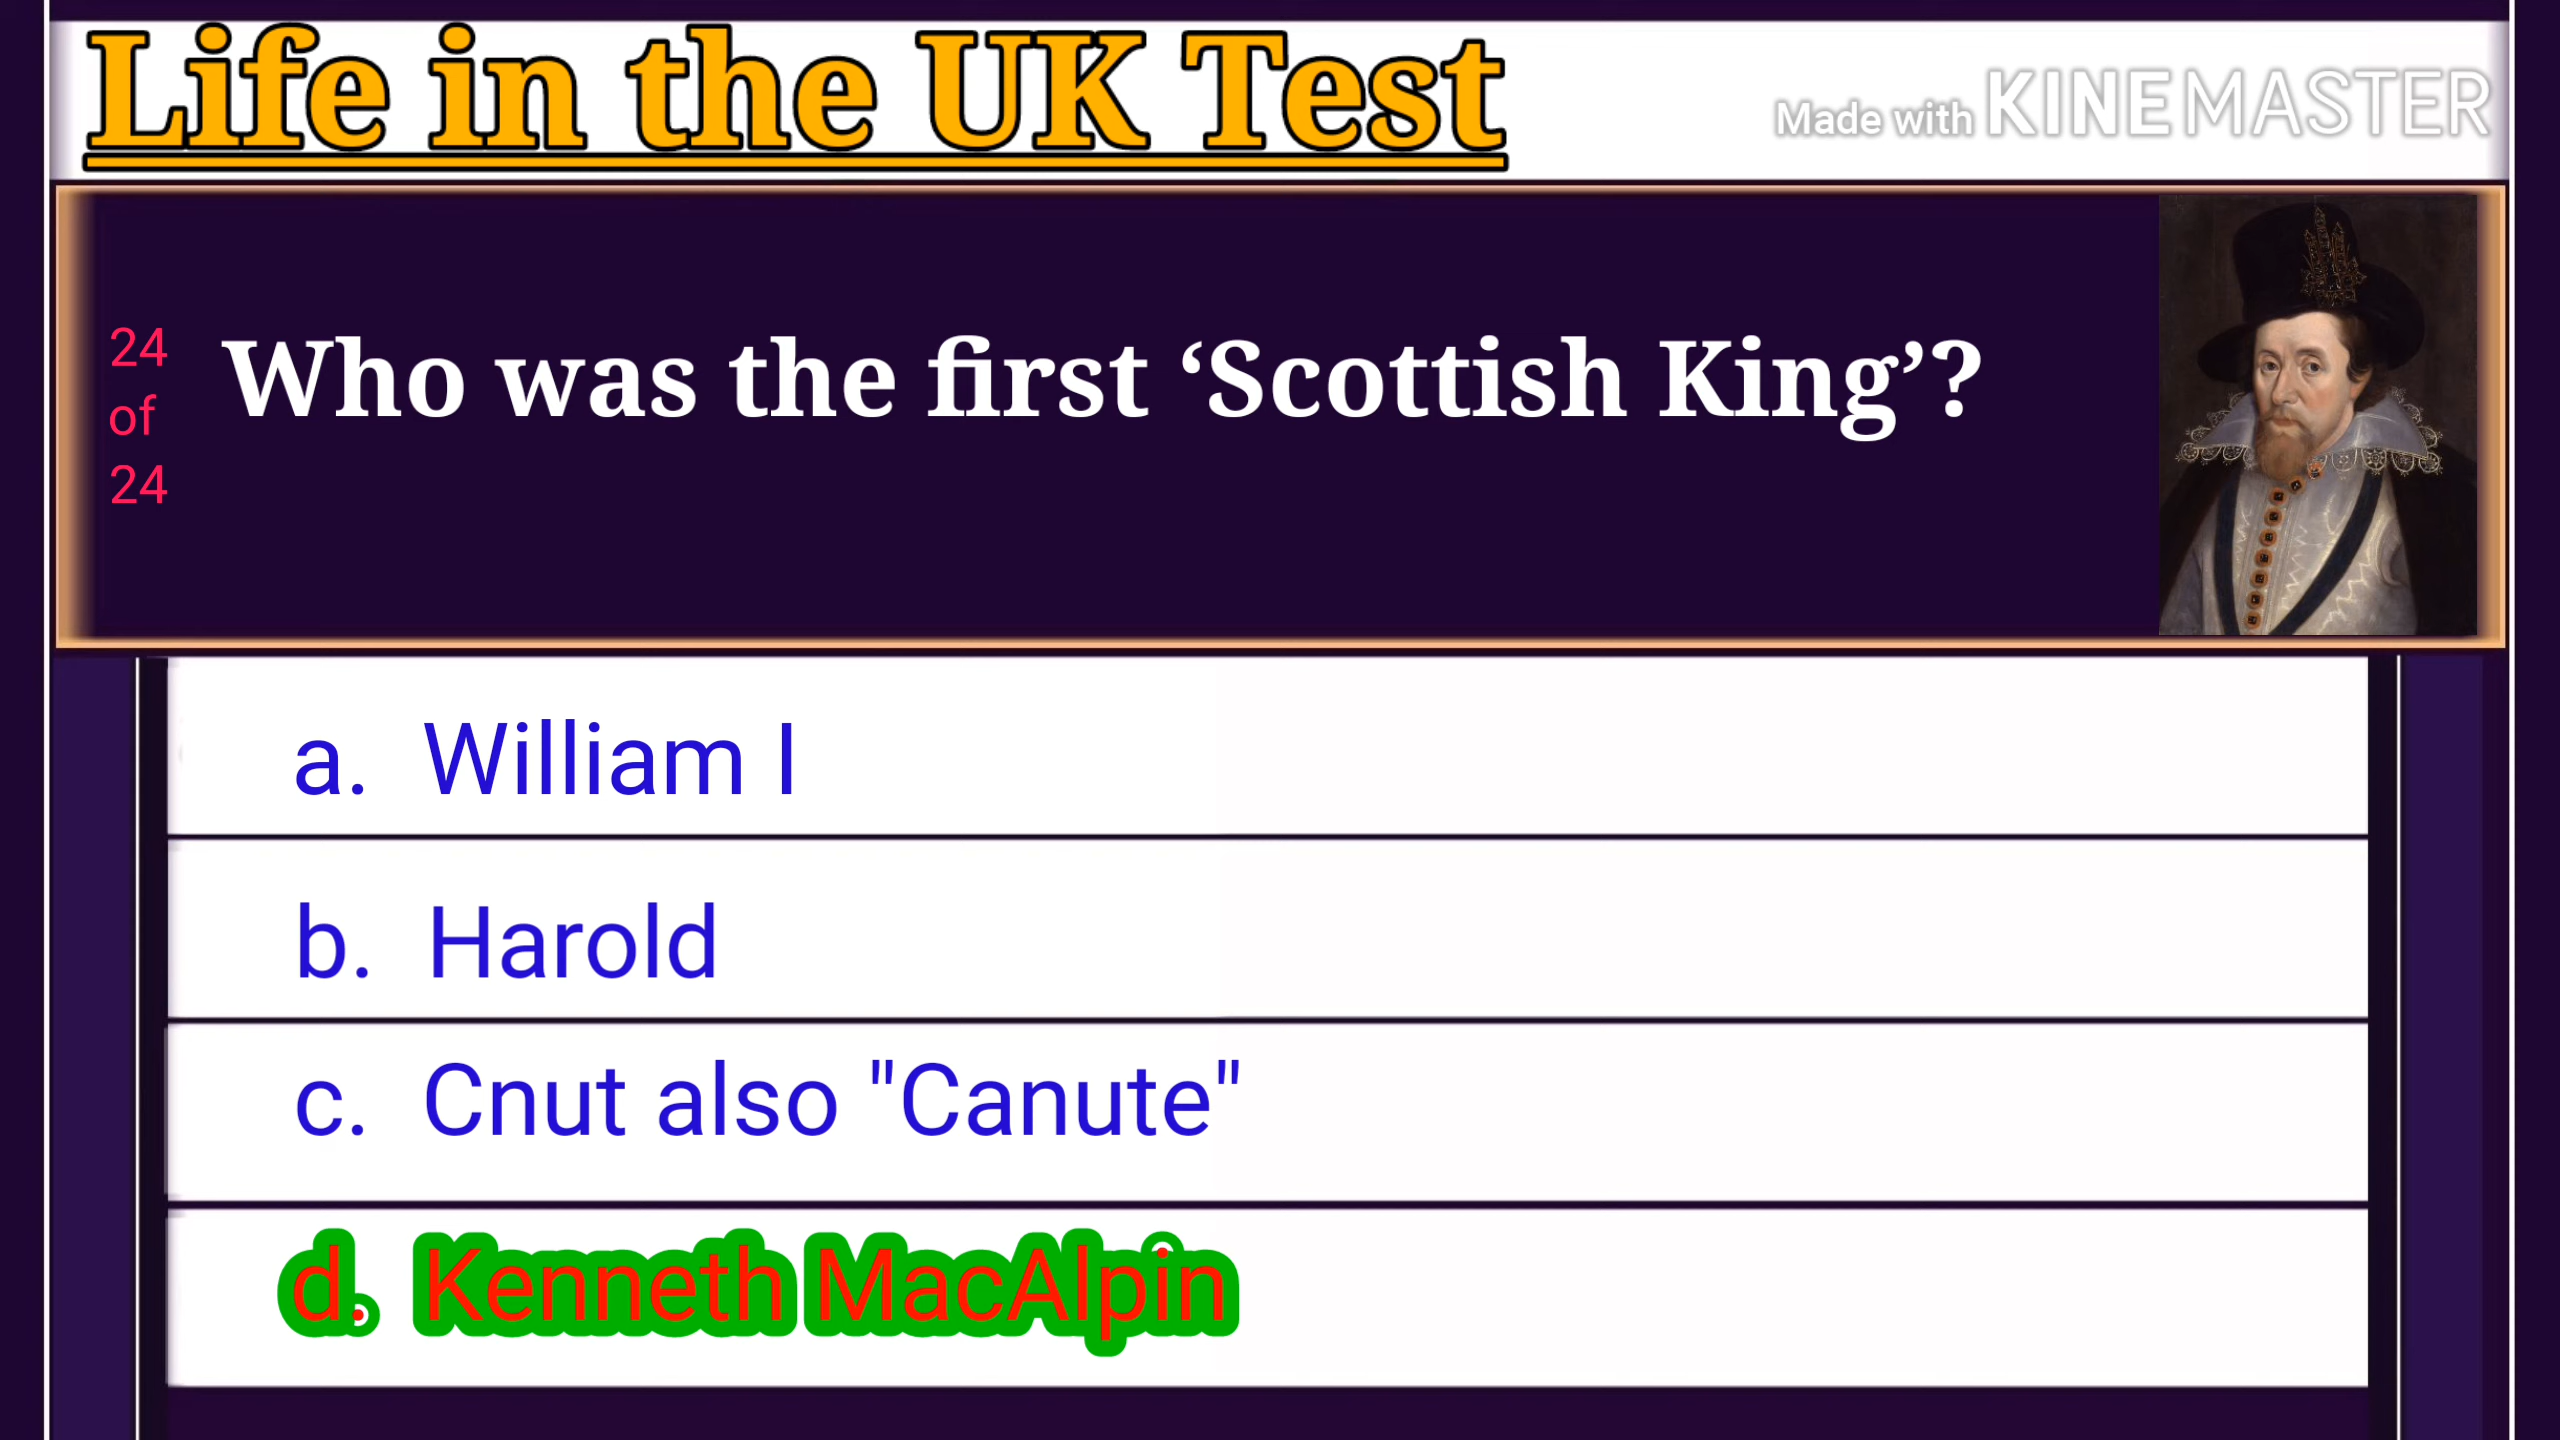 Life in the UK Test
Made with KINEMASTER
24
of
24
Who was the first ‘Scottish King’?
a. William I
b. Harold
c. Cnut also "Canute"
d. Kenneth MacAlpin